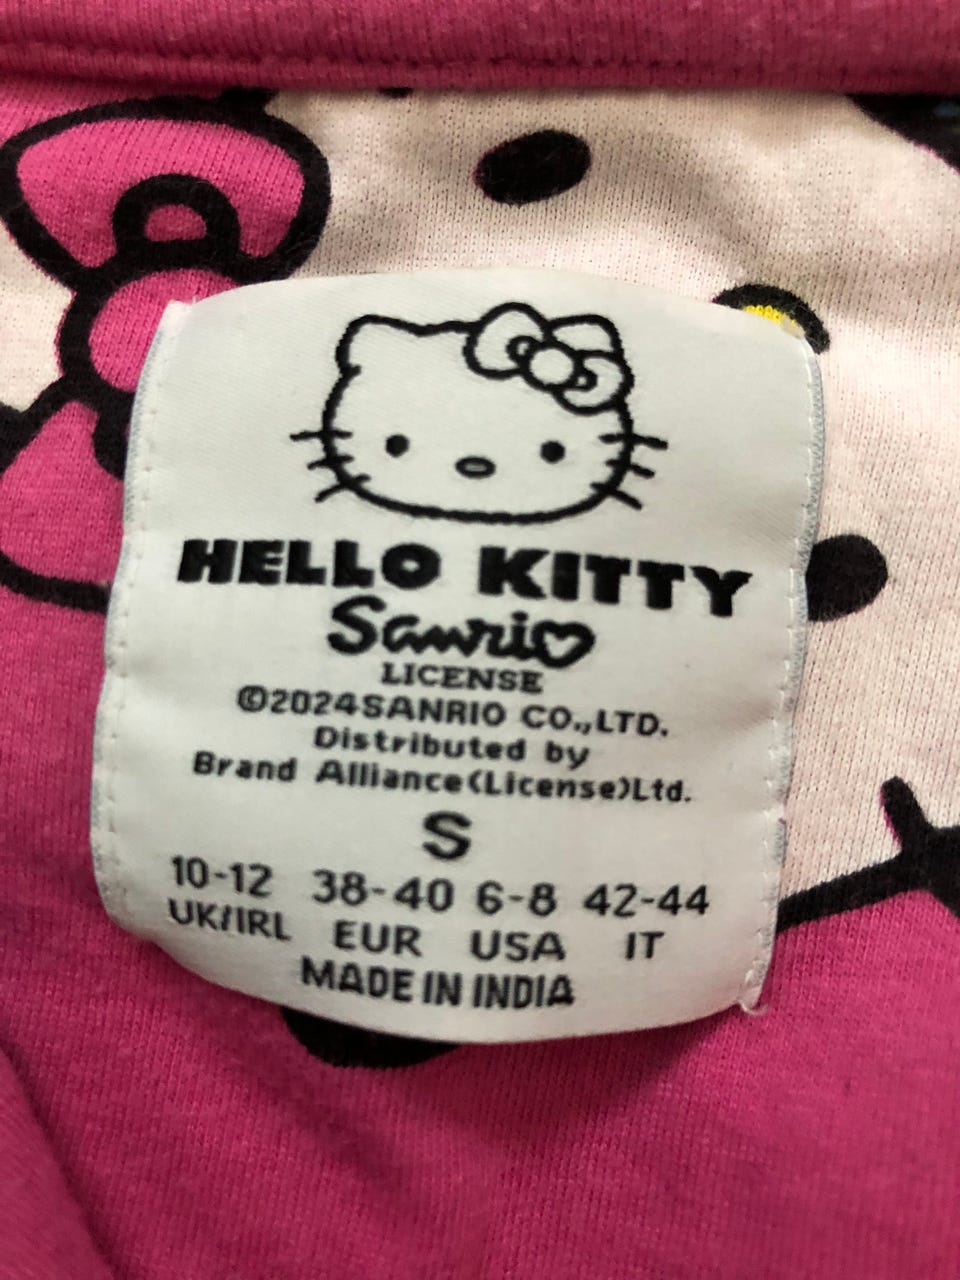 HELLO KITTY
Sanrio
LICENSE
©2024SANRIO CO.,LTD.
Distributed by
Brand Alliance(License)Ltd.
S
10-12 38-40 6-8 42-44
UK/IRL EUR USA IT
MADE IN INDIA